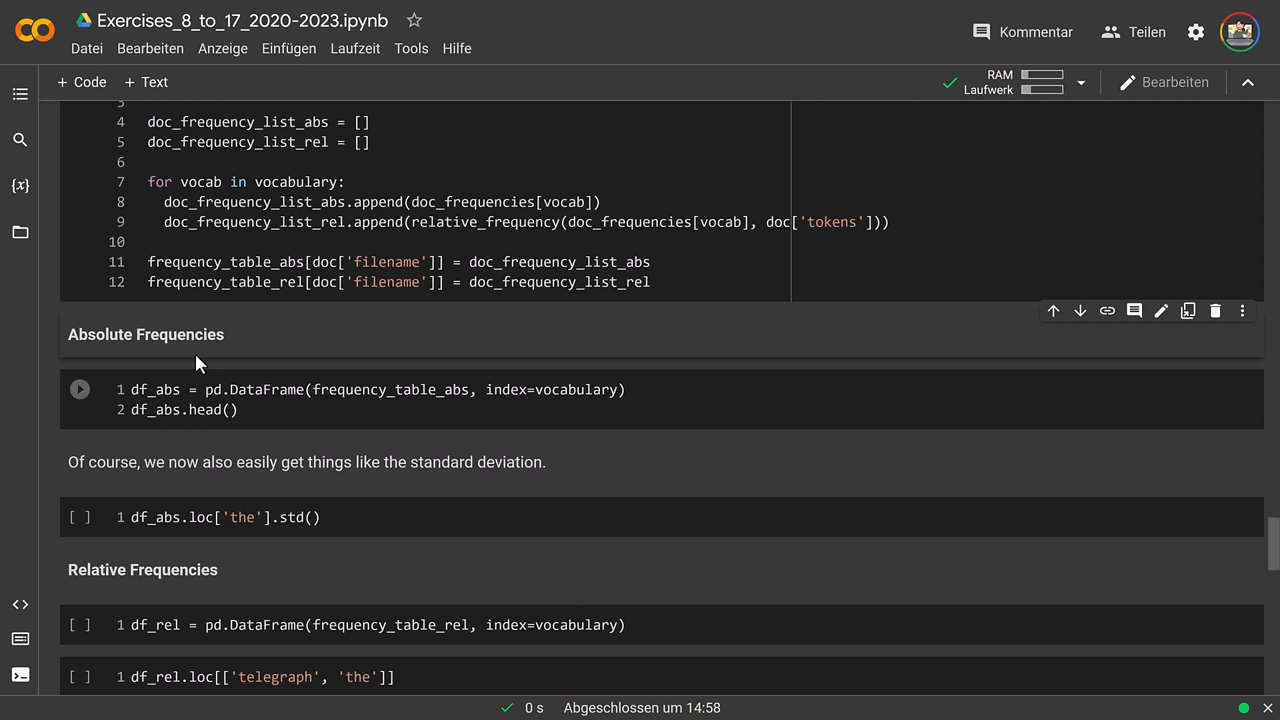 Exercises_8_to_17_2020-2023.ipynb
Kommentar
Teilen
Datei Bearbeiten Anzeige Einfügen Laufzeit Tools Hilfe
+ Code + Text
RAM
Laufwerk
Bearbeiten
3
4 doc_frequency_list_abs = []
5 doc_frequency_list_rel = []
6
7 for vocab in vocabulary:
8 doc_frequency_list_abs.append(doc_frequencies[vocab])
9 doc_frequency_list_rel.append(relative_frequency(doc_frequencies[vocab], doc['tokens']))
10
11 frequency_table_abs[doc['filename']] = doc_frequency_list_abs
12 frequency_table_rel[doc['filename']] = doc_frequency_list_rel
Absolute Frequencies
1 df_abs = pd.DataFrame(frequency_table_abs, index=vocabulary)
2 df_abs.head()
Of course, we now also easily get things like the standard deviation.
[ ] 1 df_abs.loc['the'].std()
Relative Frequencies
[ ] 1 df_rel = pd.DataFrame(frequency_table_rel, index=vocabulary)
[ ] 1 df_rel.loc[['telegraph', 'the']]
0 s Abgeschlossen um 14:58